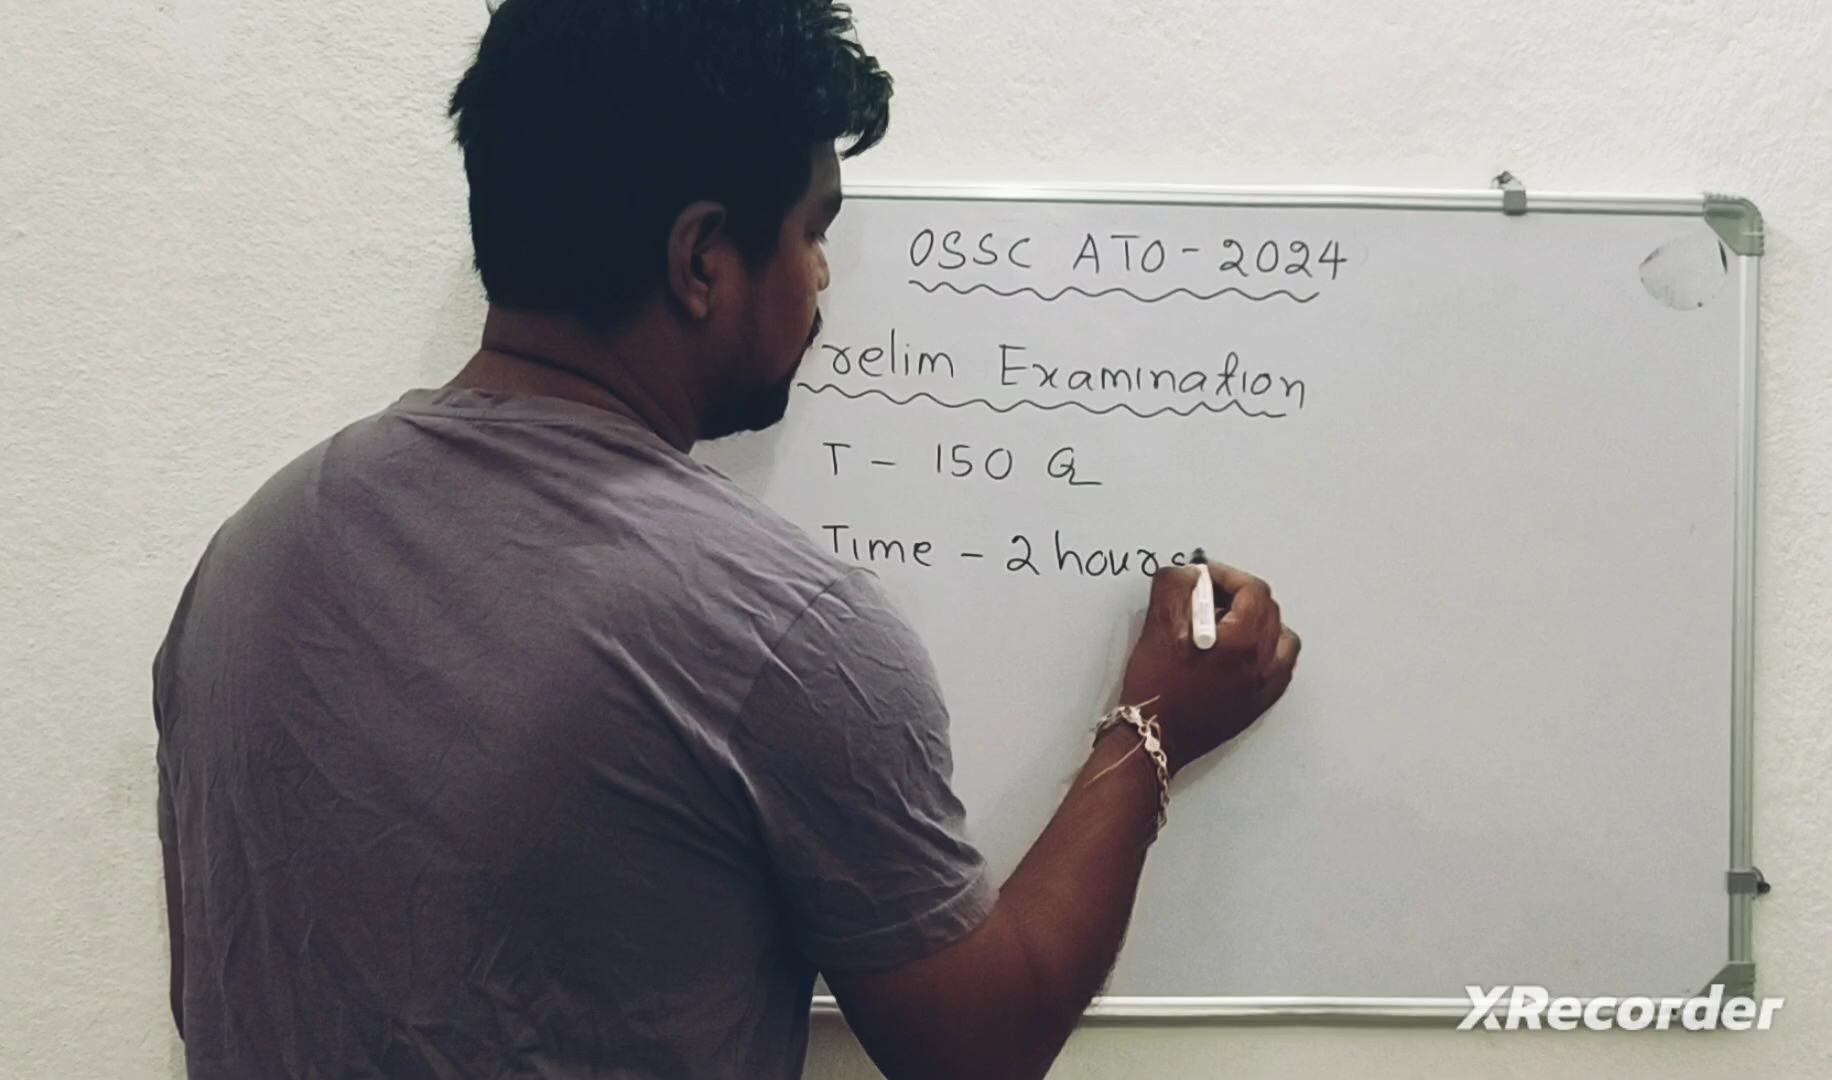 OSSC ATO - 2024
relim Examination
T - 150 Q
Time - 2 hours
XRecorder